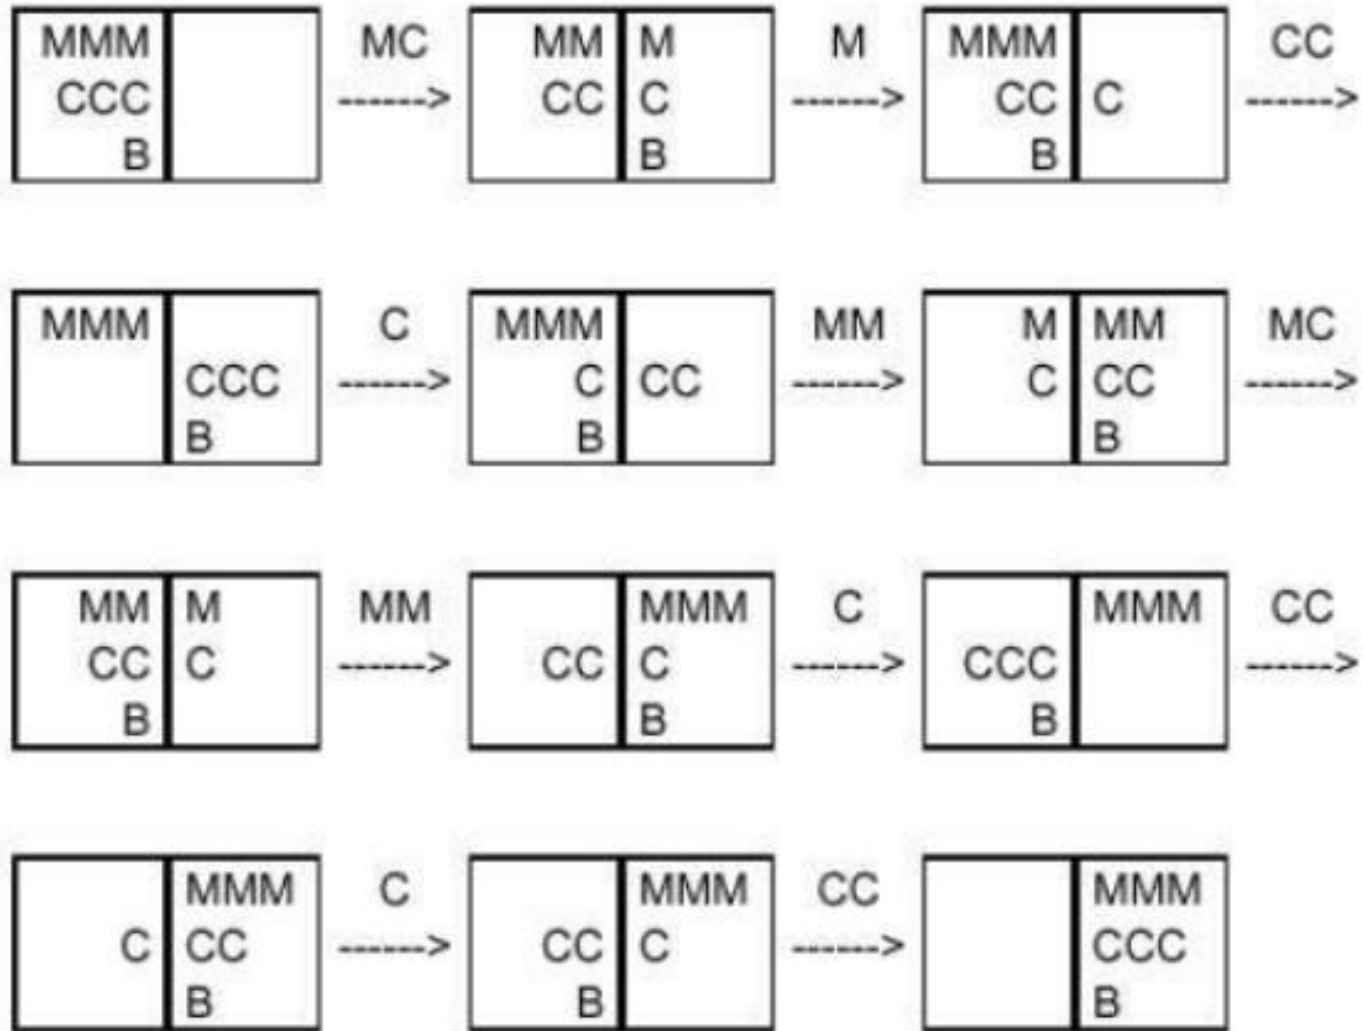 MMM MC MM M M MMM CC
CCC ------> CC C ------> CC C ------>
B B B
MMM C MMM MM M MM MC
CCC ------> C CC ------> C CC ------>
B B B
MM M MM MMM C MMM CC
CC C ------> CC C ------> CCC ------>
B B B
MMM C MMM CC MMM
C CC ------> CC C ------> CCC
B B B